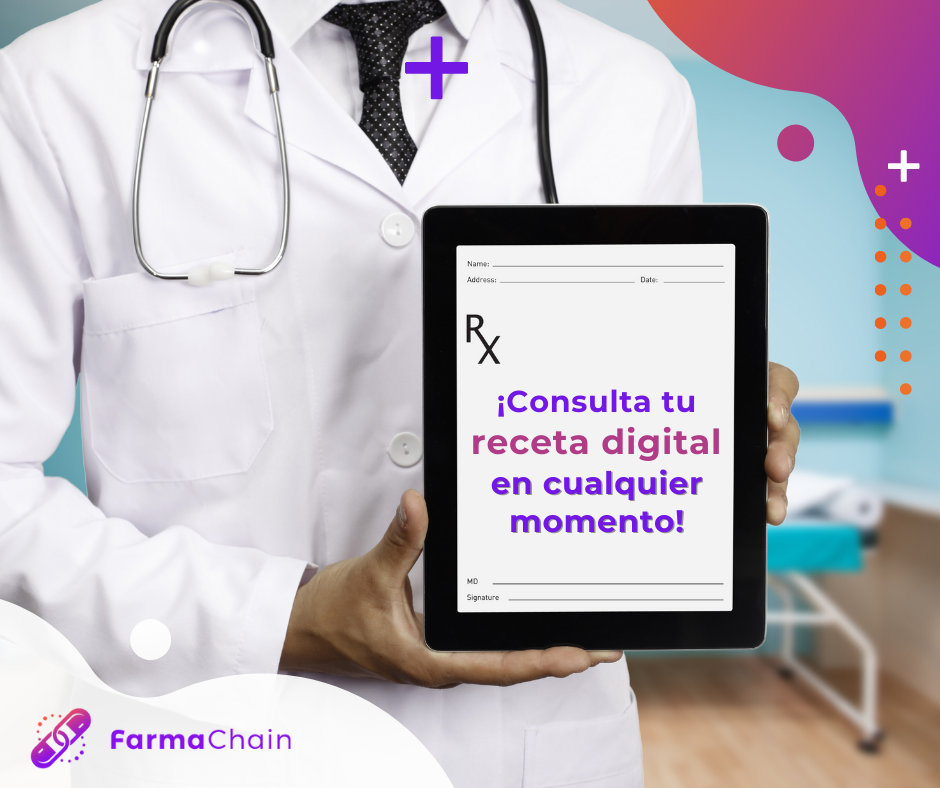 Name:
Address: Date:
Rx
¡Consulta tu
receta digital
en cualquier
momento!
MD
Signature
FarmaChain